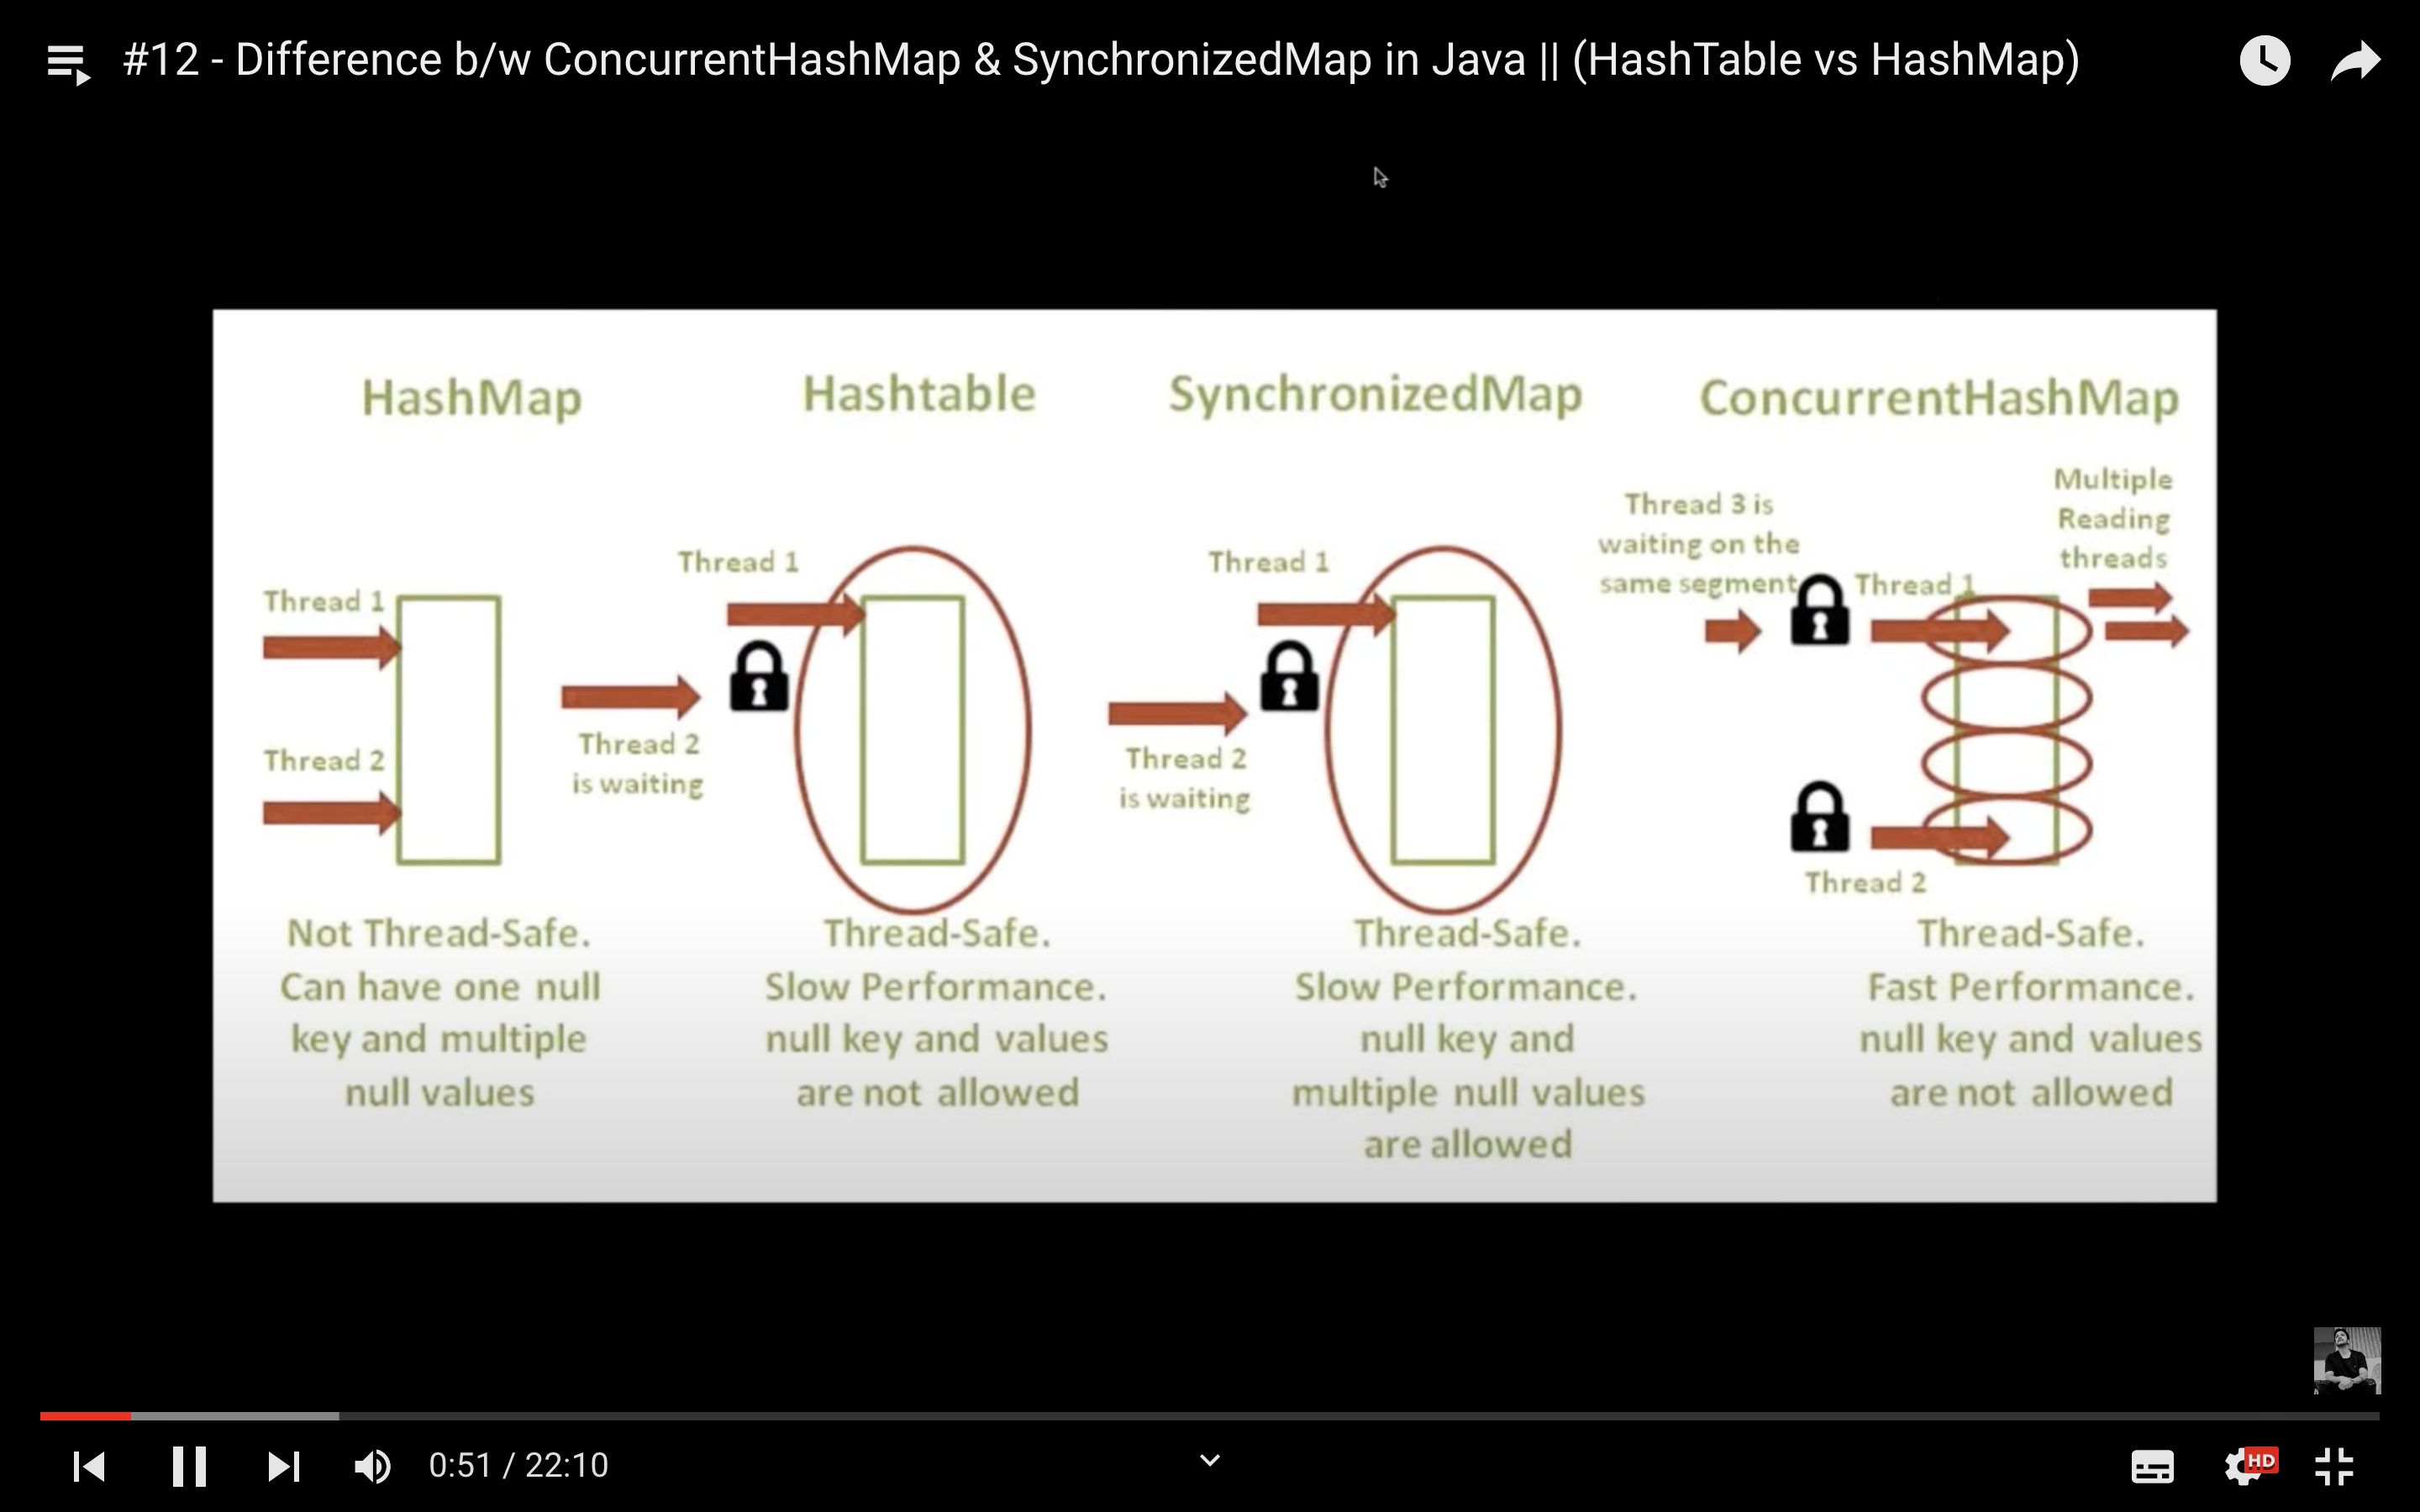 #12 - Difference b/w ConcurrentHashMap & SynchronizedMap in Java || (HashTable vs HashMap)
HashMap
Thread 1
Thread 2
Not Thread-Safe.
Can have one null
key and multiple
null values
Hashtable
Thread 1
Thread 2
is waiting
Thread-Safe.
Slow Performance.
null key and values
are not allowed
SynchronizedMap
Thread 1
Thread 2
is waiting
Thread-Safe.
Slow Performance.
null key and
multiple null values
are allowed
ConcurrentHashMap
Thread 3 is
waiting on the
same segment
Thread 1
Multiple
Reading
threads
Thread 2
Thread-Safe.
Fast Performance.
null key and values
are not allowed
0:51 / 22:10
HD